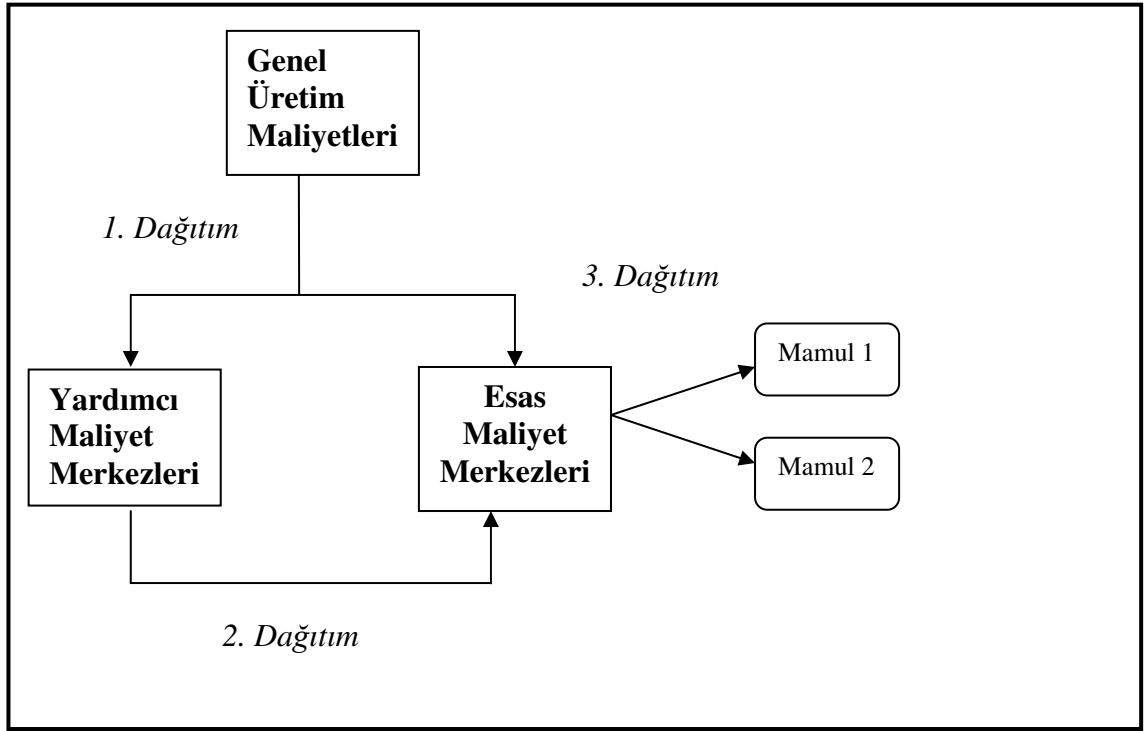 Genel
Üretim
Maliyetleri
1. Dağıtım
3. Dağıtım
Mamul 1
Yardımcı
Maliyet
Merkezleri
Esas
Maliyet
Merkezleri
Mamul 2
2. Dağıtım